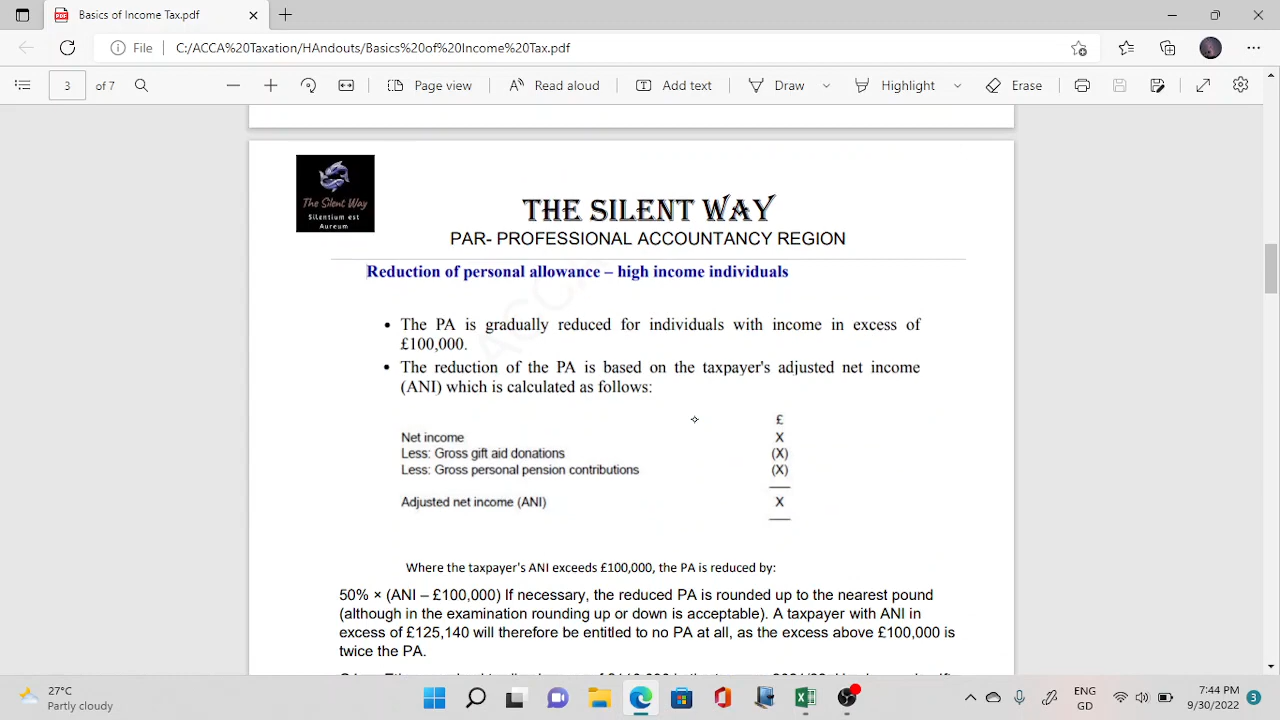 Basics of Income Tax.pdf
File
C:/ACCA%20Taxation/HAndouts/Basics%20of%20Income%20Tax.pdf
3 of 7
Page view
Read aloud
Add text
Draw
Highlight
Erase
The Silent Way
Silentium est
Aureum
THE SILENT WAY
PAR- PROFESSIONAL ACCOUNTANCY REGION
Reduction of personal allowance – high income individuals
ACCA
• The PA is gradually reduced for individuals with income in excess of
£100,000.
• The reduction of the PA is based on the taxpayer's adjusted net income
(ANI) which is calculated as follows:
£
Net income X
Less: Gross gift aid donations (X)
Less: Gross personal pension contributions (X)
Adjusted net income (ANI) X
Where the taxpayer's ANI exceeds £100,000, the PA is reduced by:
50% × (ANI – £100,000) If necessary, the reduced PA is rounded up to the nearest pound
(although in the examination rounding up or down is acceptable). A taxpayer with ANI in
excess of £125,140 will therefore be entitled to no PA at all, as the excess above £100,000 is
twice the PA.
27°C
Partly cloudy
ENG
GD
7:44 PM
9/30/2022
3